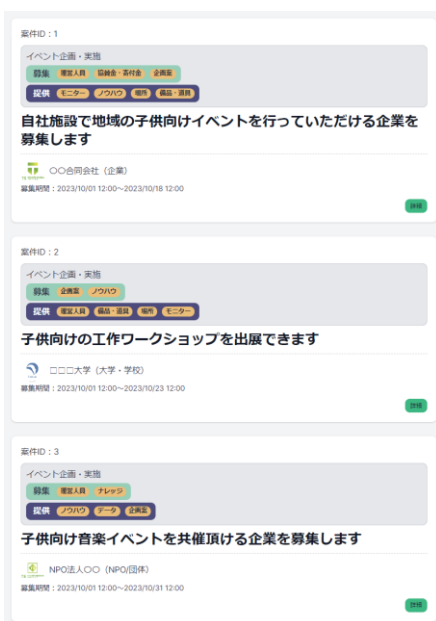 案件ID：1
イベント企画・実施
募集 運営人員 協賛金・寄付金 企画案
提供 モニター ノウハウ 場所 備品・道具
自社施設で地域の子供向けイベントを行っていただける企業を
募集します
〇〇合同会社（企業）
募集期間：2023/10/01 12:00～2023/10/18 12:00
案件ID：2
イベント企画・実施
募集 企画案 ノウハウ
提供 運営人員 備品・道具 場所 モニター
子供向けの工作ワークショップを出展できます
□□□大学（大学・学校）
募集期間：2023/10/01 12:00～2023/10/23 12:00
案件ID：3
イベント企画・実施
募集 運営人員 ナレッジ
提供 ノウハウ データ 企画案
子供向け音楽イベントを共催頂ける企業を募集します
NPO法人〇〇（NPO/団体）
募集期間：2023/10/01 12:00～2023/10/31 12:00